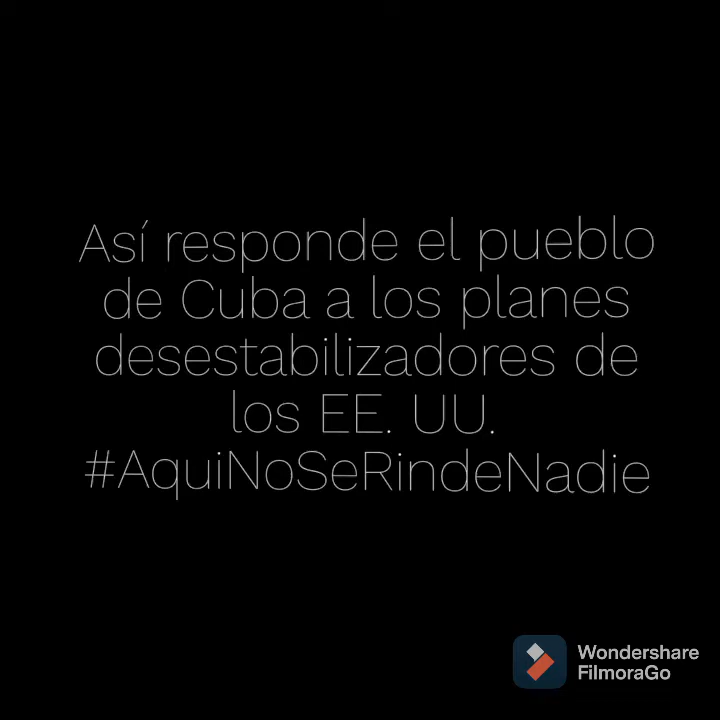 Así responde el pueblo
de Cuba a los planes
desestabilizadores de
los EE. UU.
#AquiNoSeRindeNadie
Wondershare
FilmoraGo